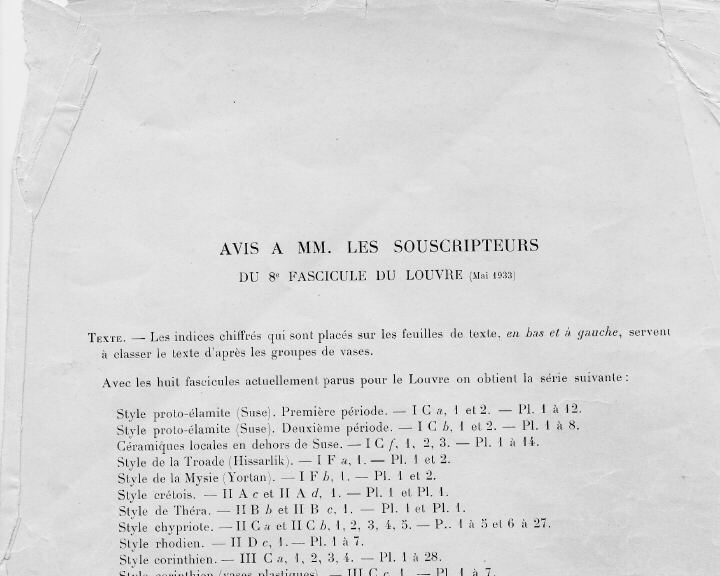 AVIS A MM. LES SOUSCRIPTEURS
DU 8e FASCICULE DU LOUVRE (Mai 1933)
TEXTE. — Les indices chiffrés qui sont placés sur les feuilles de texte, en bas et à gauche, servent
à classer le texte d'après les groupes de vases.
Avec les huit fascicules actuellement parus pour le Louvre on obtient la série suivante :
Style proto-élamite (Suse). Première période. — I C a, 1 et 2. — Pl. 1 à 12.
Style proto-élamite (Suse). Deuxième période. — I C b, 1 et 2. — Pl. 1 à 8.
Céramiques locales en dehors de Suse. — I C f, 1, 2, 3. — Pl. 1 à 14.
Style de la Troade (Hissarlik). — I F a, 1. — Pl. 1 et 2.
Style de la Mysie (Yortan). — I F b, 1. — Pl. 1 et 2.
Style crétois. — II A c et II A d, 1. — Pl. 1 et Pl. 1.
Style de Théra. — II B b et II B c, 1. — Pl. 1 et Pl. 1.
Style chypriote. — II C a et II C b, 1, 2, 3, 4, 5. — P.. 1 à 5 et 6 à 27.
Style rhodien. — II D c, 1. — Pl. 1 à 7.
Style corinthien. — III C a, 1, 2, 3, 4. — Pl. 1 à 28.
Style corinthien (vases plastiques). — III C c, 1. — Pl. 1 à 7.